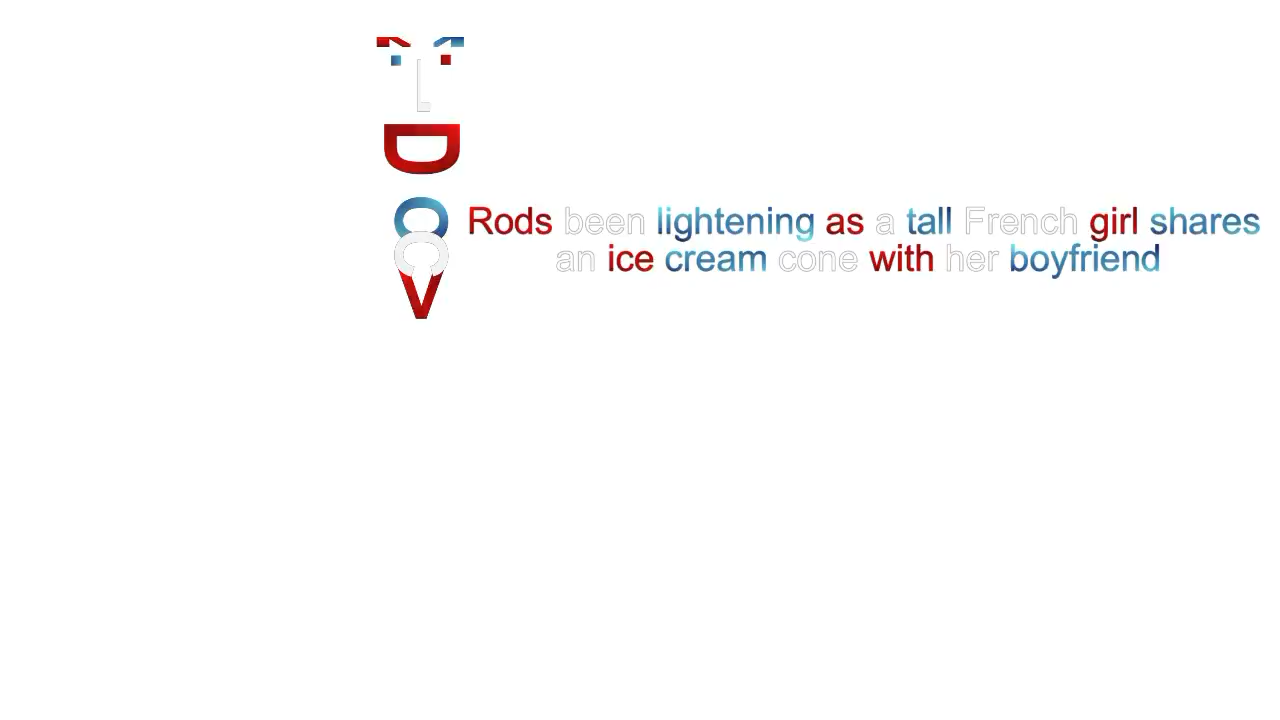 Rods been lightening as a tall French girl shares
an ice cream cone with her boyfriend